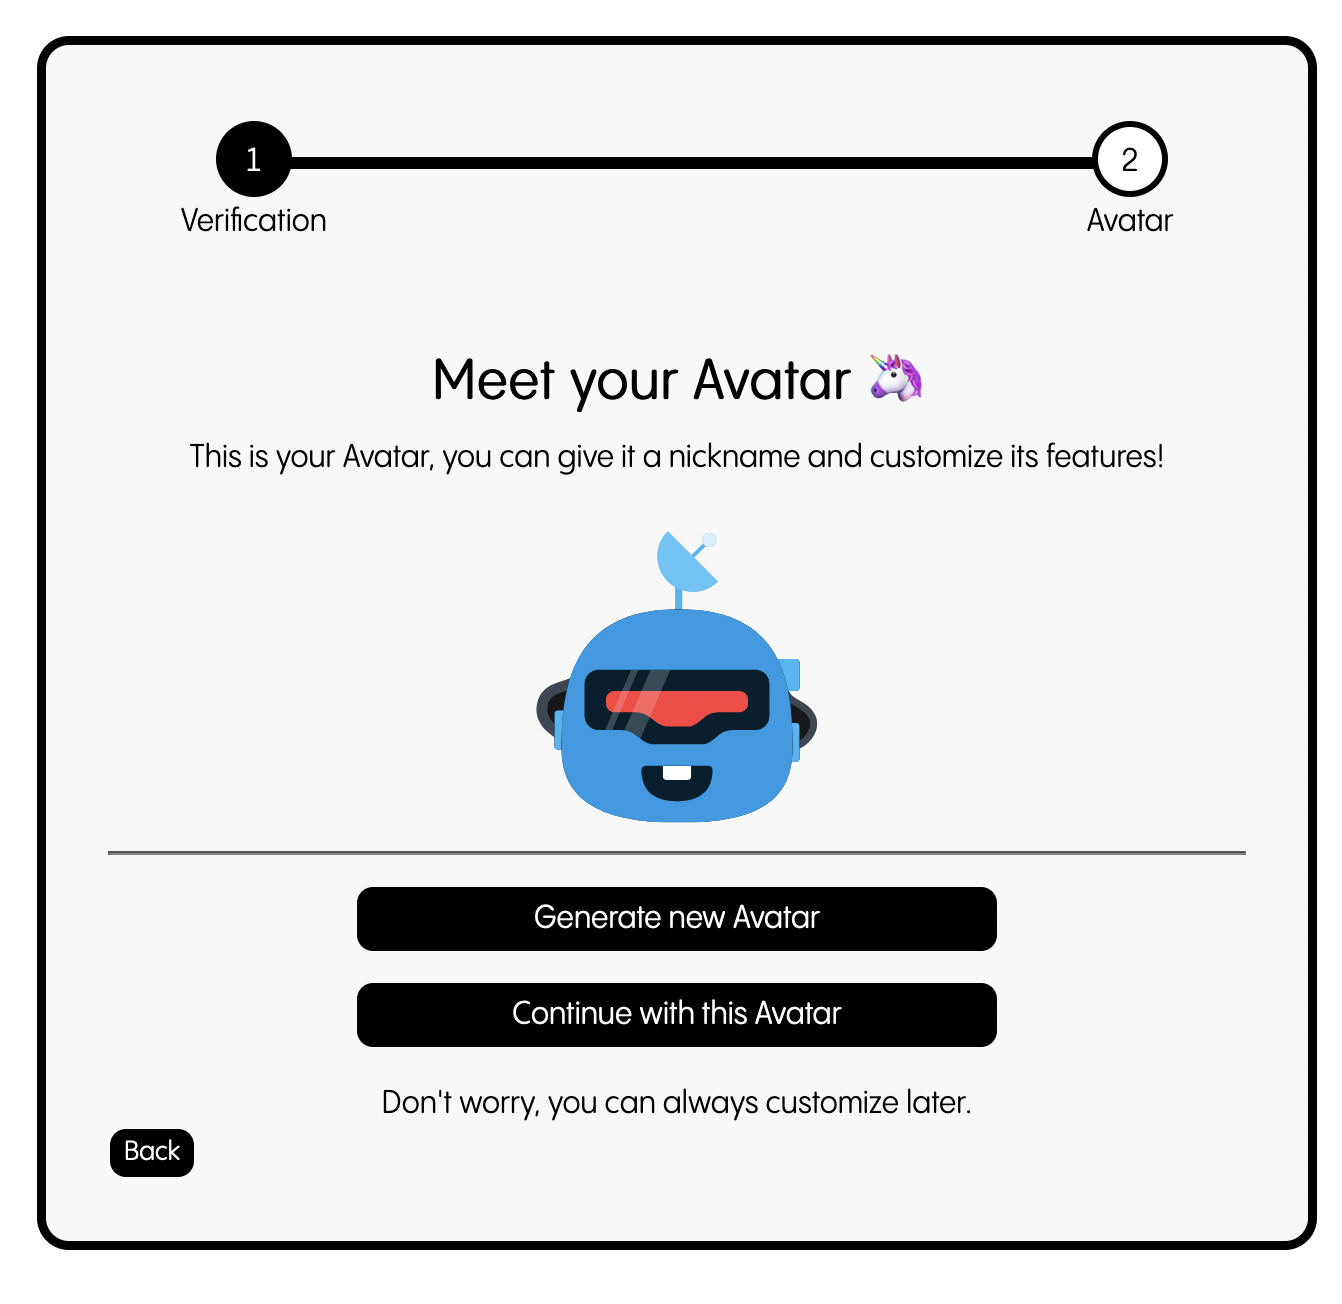 1
2
Verification
Avatar
Meet your Avatar 🦄
This is your Avatar, you can give it a nickname and customize its features!
Generate new Avatar
Continue with this Avatar
Don't worry, you can always customize later.
Back